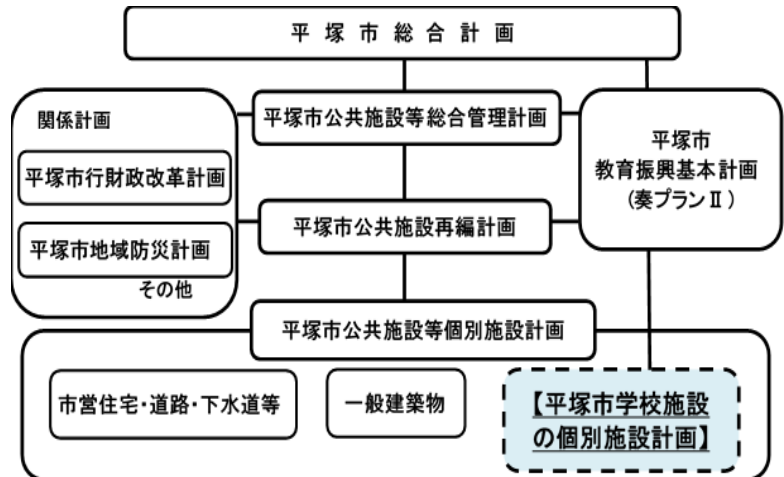 平塚市総合計画
関係計画
平塚市行財政改革計画
平塚市地域防災計画
その他
平塚市公共施設等総合管理計画
平塚市公共施設再編計画
平塚市
教育振興基本計画
(奏プランⅡ)
平塚市公共施設等個別施設計画
市営住宅・道路・下水道等
一般建築物
【平塚市学校施設
の個別施設計画】